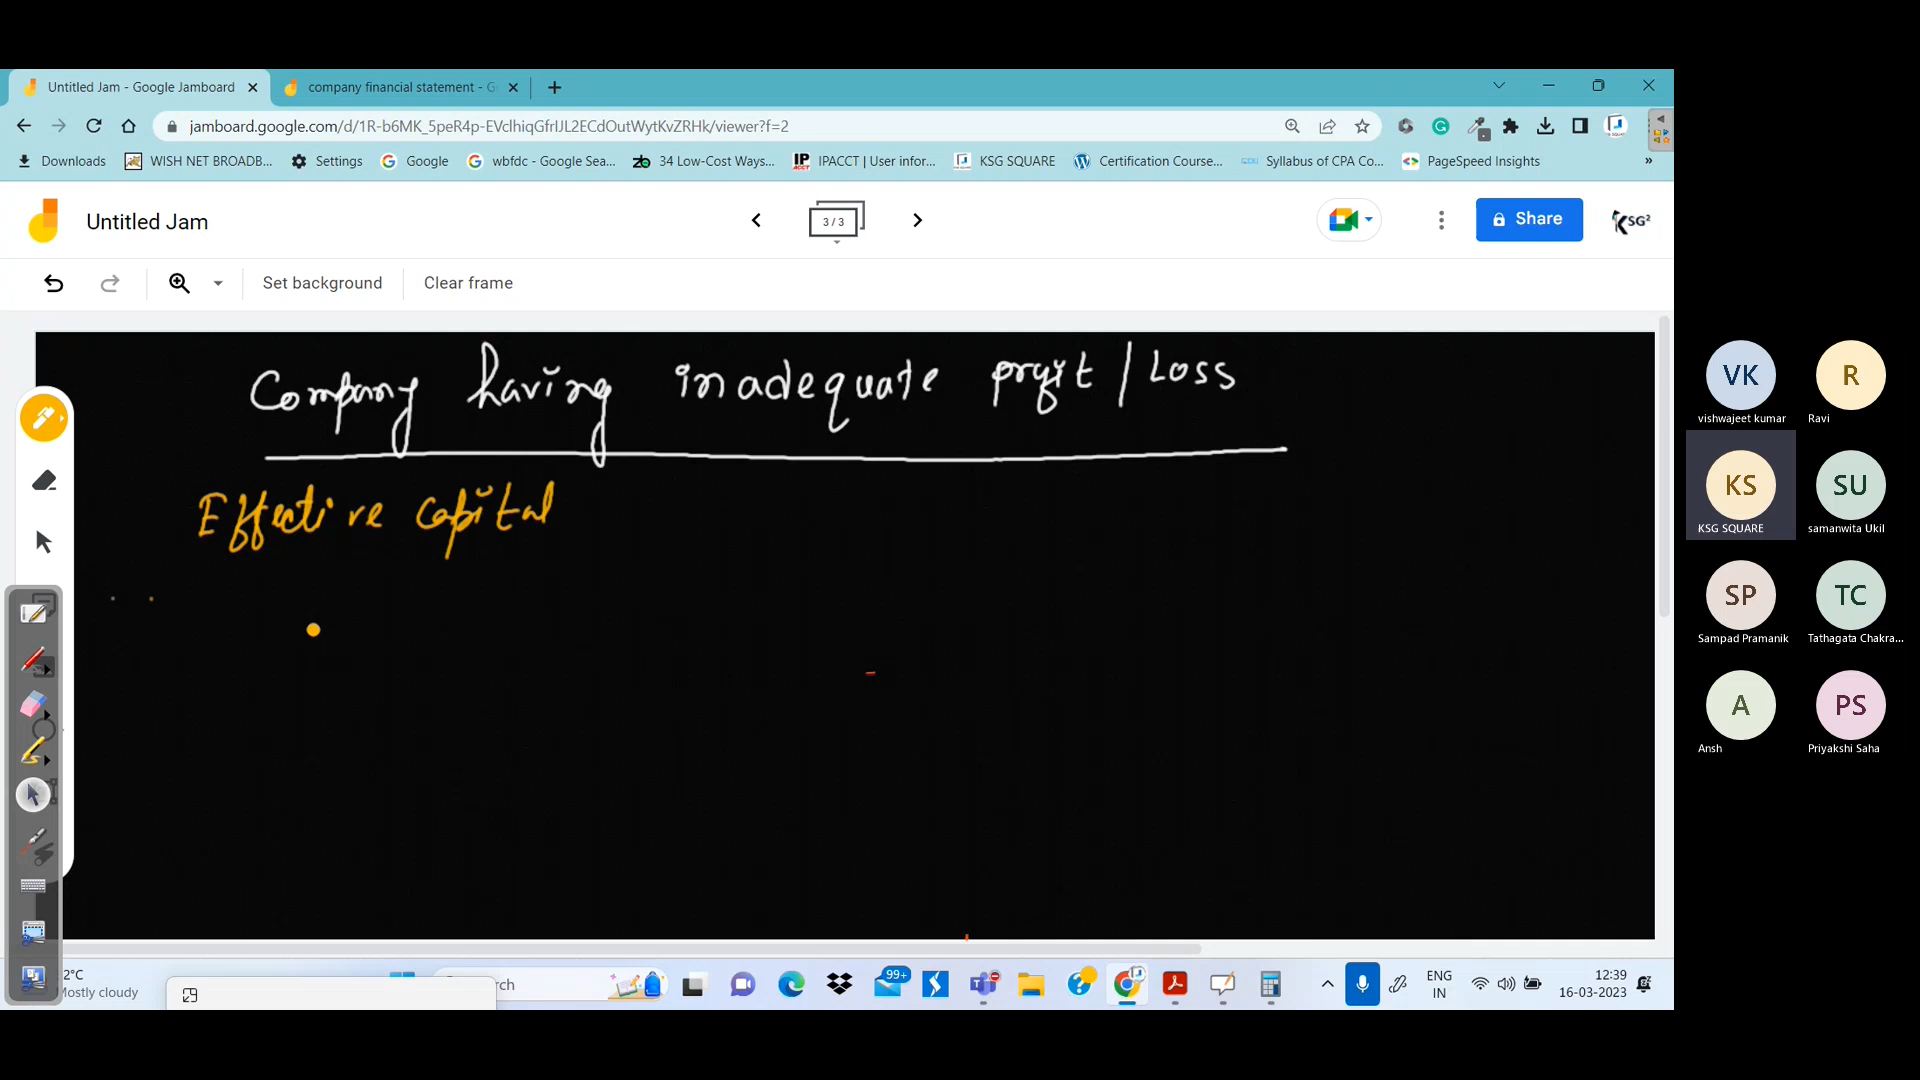 Untitled Jam - Google Jamboard
company financial statement - G
jamboard.google.com/d/1R-b6MK_5peR4p-EVclhiqGfrIJL2ECdOutWytKvZRHk/viewer?f=2
Downloads WISH NET BROADB... Settings Google wbfdc - Google Sea... 34 Low-Cost Ways... IPACCT | User infor... KSG SQUARE Certification Course... Syllabus of CPA Co... PageSpeed Insights »
Untitled Jam
3 / 3
Share
KSG²
Set background Clear frame
Company having inadequate profit / Loss
Effective capital
VK R
vishwajeet kumar Ravi
KS SU
KSG SQUARE samanwita Ukil
SP TC
Sampad Pramanik Tathagata Chakra...
A PS
Ansh Priyakshi Saha
2°C
Mostly cloudy
rch
99+
ENG
IN
12:39
16-03-2023